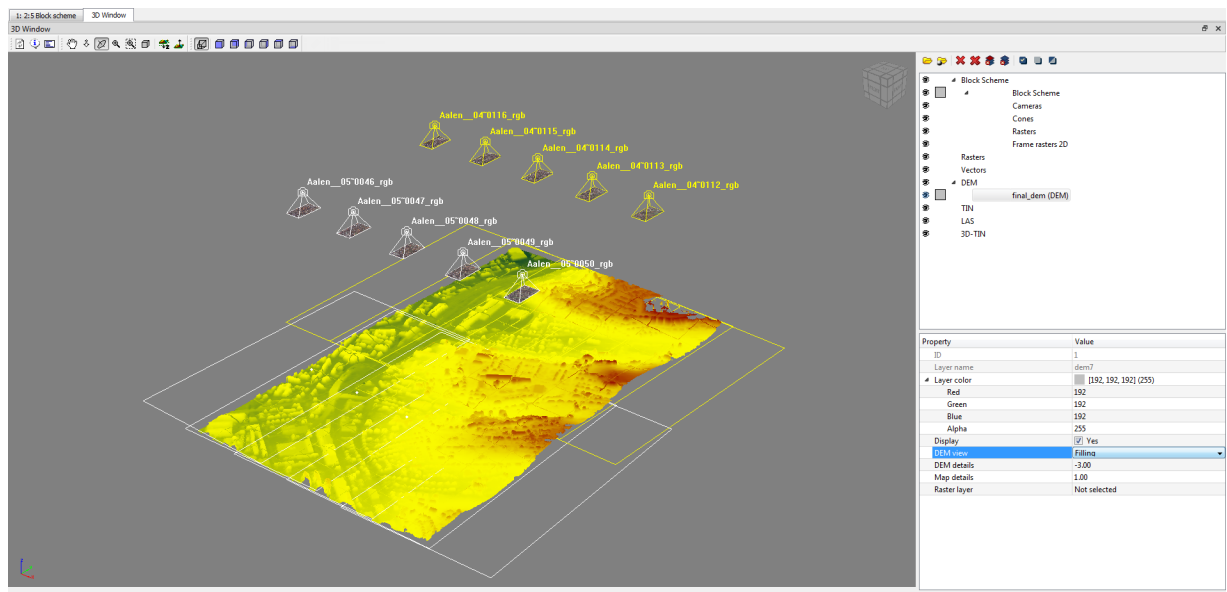 1: 2:5 Block scheme
3D Window
3D Window
Aalen__04~0116_rgb
Aalen__04~0115_rgb
Aalen__04~0114_rgb
Aalen__04~0113_rgb
Aalen__04~0112_rgb
Aalen__05~0046_rgb
Aalen__05~0047_rgb
Aalen__05~0048_rgb
Aalen__05~0049_rgb
Aalen__05~0050_rgb
Block Scheme
Block Scheme
Cameras
Cones
Rasters
Frame rasters 2D
Rasters
Vectors
DEM
final_dem (DEM)
TIN
LAS
3D-TIN
Property Value
ID 1
Layer name dem7
Layer color [192, 192, 192] (255)
Red 192
Green 192
Blue 192
Alpha 255
Display Yes
DEM view Filling
DEM details -3.00
Map details 1.00
Raster layer Not selected